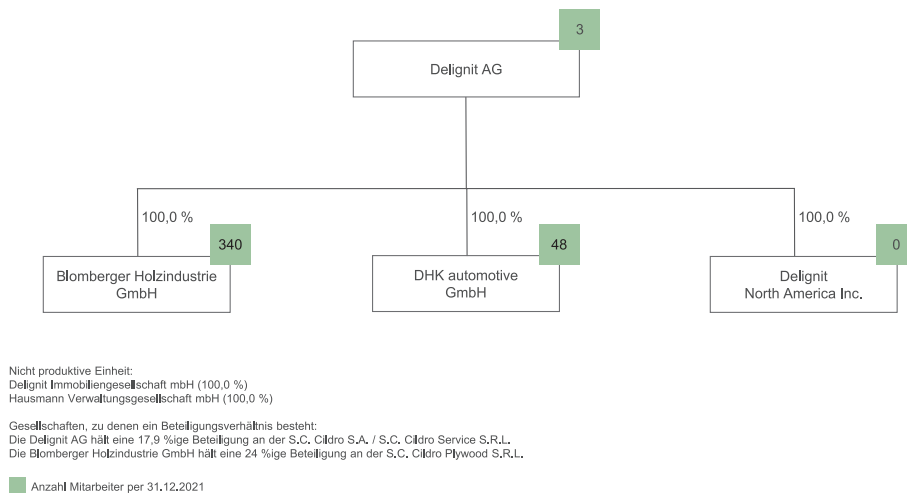 3
Delignit AG
100,0 %
100,0 %
100,0 %
340
48
0
Blomberger Holzindustrie
GmbH
DHK automotive
GmbH
Delignit
North America Inc.
Nicht produktive Einheit:
Delignit Immobiliengesellschaft mbH (100,0 %)
Hausmann Verwaltungsgesellschaft mbH (100,0 %)
Gesellschaften, zu denen ein Beteiligungsverhältnis besteht:
Die Delignit AG hält eine 17,9 %ige Beteiligung an der S.C. Cildro S.A. / S.C. Cildro Service S.R.L.
Die Blomberger Holzindustrie GmbH hält eine 24 %ige Beteiligung an der S.C. Cildro Plywood S.R.L.
Anzahl Mitarbeiter per 31.12.2021